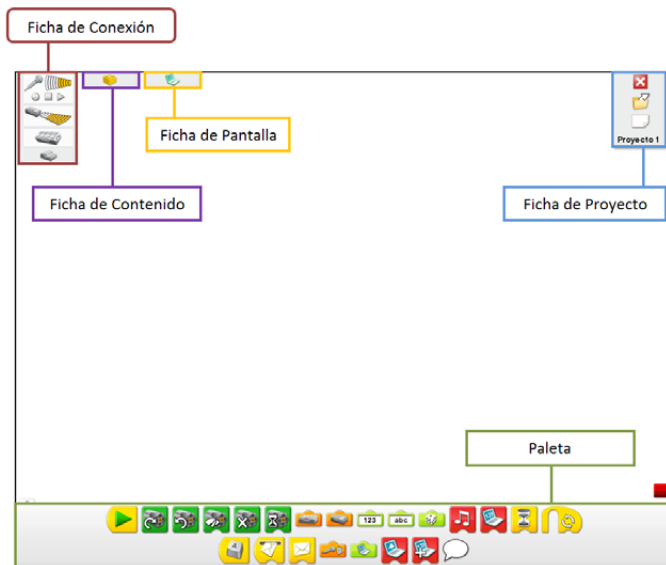 Ficha de Conexión
Ficha de Pantalla
Proyecto 1
Ficha de Contenido
Ficha de Proyecto
Paleta
123
abc